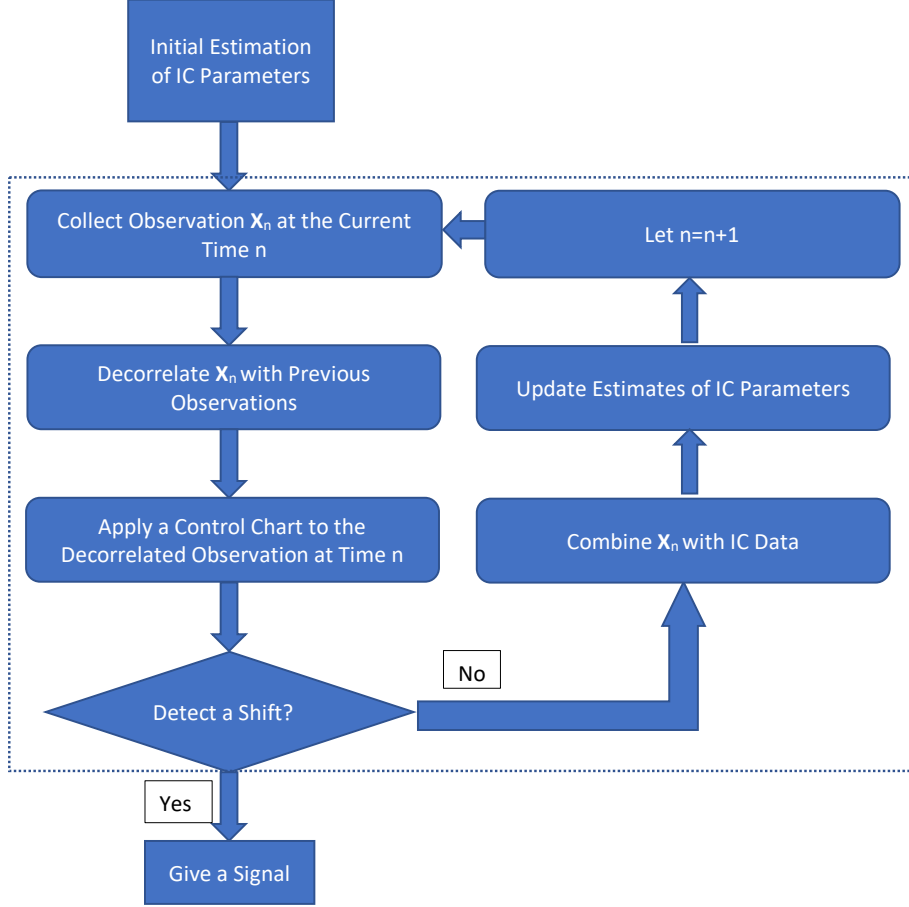 Initial Estimation
of IC Parameters
Collect Observation Xn at the Current
Time n
Let n=n+1
Decorrelate Xn with Previous
Observations
Update Estimates of IC Parameters
Apply a Control Chart to the
Decorrelated Observation at Time n
Combine Xn with IC Data
Detect a Shift?
No
Yes
Give a Signal